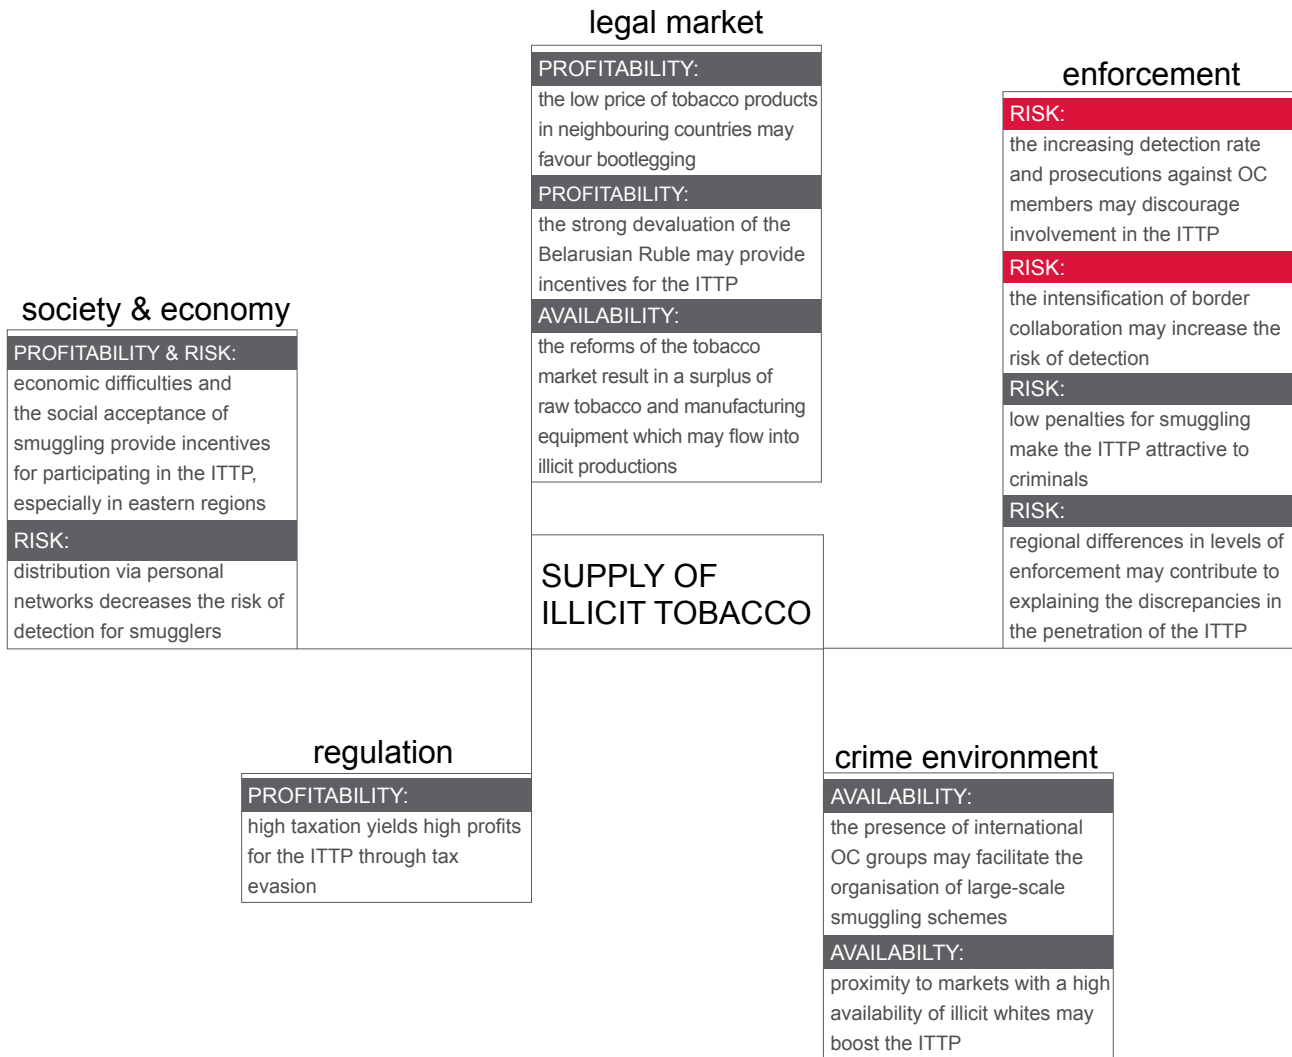 legal market
PROFITABILITY:
the low price of tobacco products
in neighbouring countries may
favour bootlegging
PROFITABILITY:
the strong devaluation of the
Belarusian Ruble may provide
incentives for the ITTP
AVAILABILITY:
the reforms of the tobacco
market result in a surplus of
raw tobacco and manufacturing
equipment which may flow into
illicit productions
enforcement
RISK:
the increasing detection rate
and prosecutions against OC
members may discourage
involvement in the ITTP
RISK:
the intensification of border
collaboration may increase the
risk of detection
RISK:
low penalties for smuggling
make the ITTP attractive to
criminals
RISK:
regional differences in levels of
enforcement may contribute to
explaining the discrepancies in
the penetration of the ITTP
society & economy
PROFITABILITY & RISK:
economic difficulties and
the social acceptance of
smuggling provide incentives
for participating in the ITTP,
especially in eastern regions
RISK:
distribution via personal
networks decreases the risk of
detection for smugglers
SUPPLY OF
ILLICIT TOBACCO
regulation
PROFITABILITY:
high taxation yields high profits
for the ITTP through tax
evasion
crime environment
AVAILABILITY:
the presence of international
OC groups may facilitate the
organisation of large-scale
smuggling schemes
AVAILABILTY:
proximity to markets with a high
availability of illicit whites may
boost the ITTP